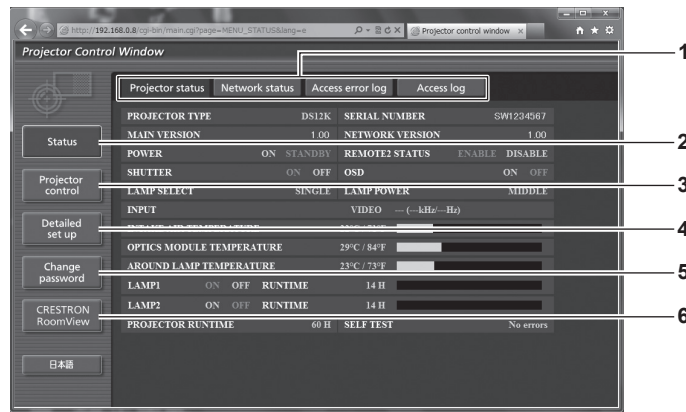 http://192.168.0.8/cgi-bin/main.cgi?page=MENU_STATUS&lang=e
Projector control window
Projector Control Window
1
Projector status Network status Access error log Access log
PROJECTOR TYPE DS12K SERIAL NUMBER SW1234567
MAIN VERSION 1.00 NETWORK VERSION 1.00
Status
2
POWER ON STANDBY REMOTE2 STATUS ENABLE DISABLE
SHUTTER ON OFF OSD ON OFF
Projector control
3
LAMP SELECT SINGLE LAMP POWER MIDDLE
INPUT VIDEO --- (---kHz/---Hz)
Detailed set up
4
INTAKE AIR TEMPERATURE
OPTICS MODULE TEMPERATURE 29°C / 84°F
Change password
5
AROUND LAMP TEMPERATURE 23°C / 73°F
LAMP1 ON OFF RUNTIME 14 H
LAMP2 ON OFF RUNTIME 14 H
CRESTRON RoomView
6
PROJECTOR RUNTIME 60 H SELF TEST No errors
日本語